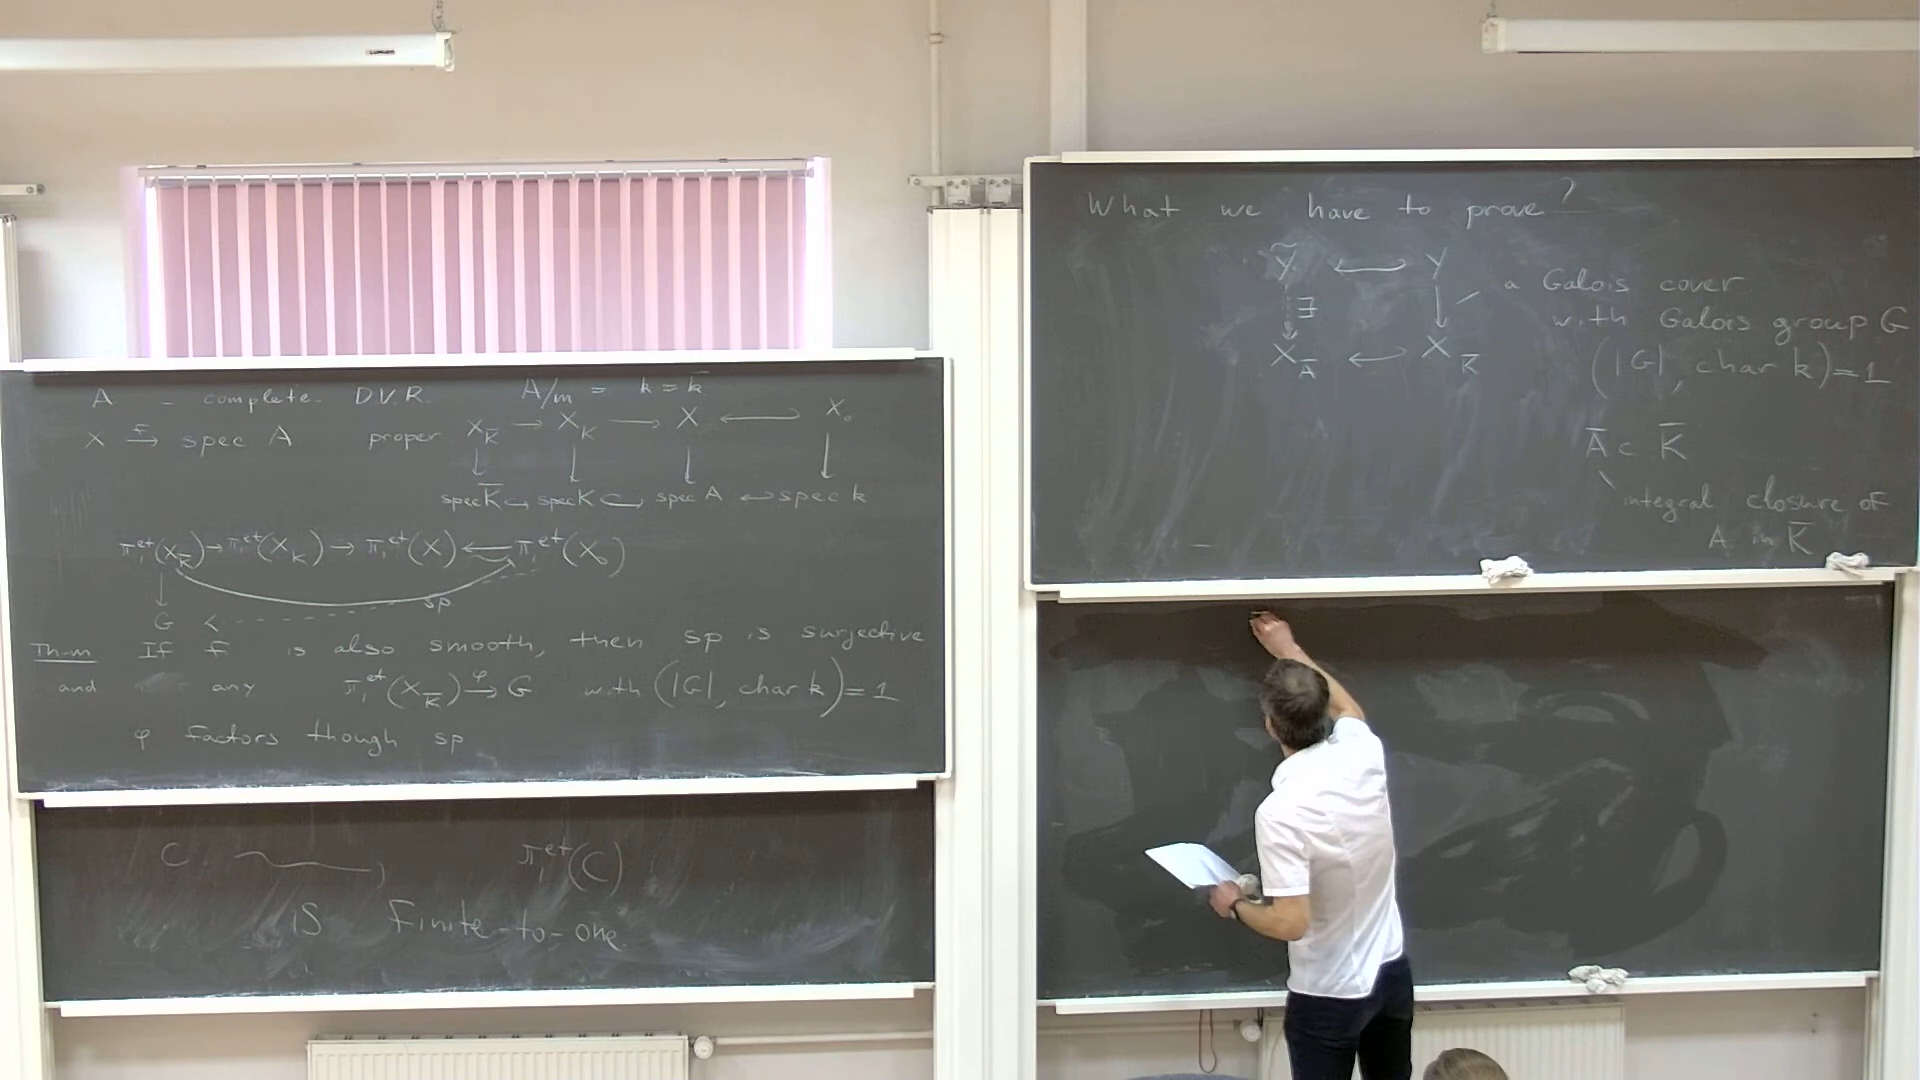 A - complete D.V.R. A/m = k = k̄
X →^f spec A proper X_K̄ → X_K → X ↩ X₀
↓ ↓ ↓ ↓
spec K̄ ↪ spec K ↪ spec A ↩ spec k
π₁^et(X_K̄) → π₁^et(X_K) → π₁^et(X) ← π₁^et(X₀)
↓ sp
G
Th-m If f is also smooth, then sp is surjective
and any π₁^et(X_K̄) →^φ G with (|G|, char k) = 1
φ factors though sp
C π₁^et(C)
is Finite-to-one
What we have to prove?
Ỹ ↩ Y
∃ ↓ a Galois cover
with Galois group G
X_Ā ↩ X_K̄ (|G|, char k) = 1
Ā ⊂ K̄
integral closure of
A in K̄